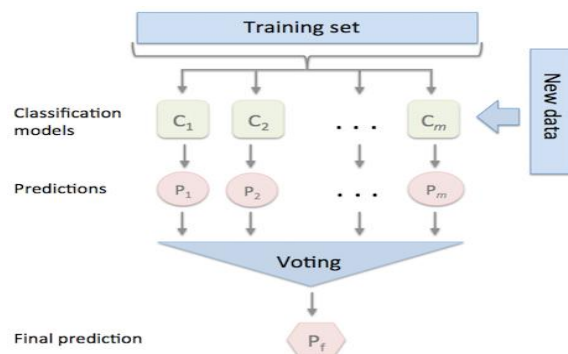 Training set
New data
Classification
models
C1 C2 . . . Cm
Predictions
P1 P2 . . . Pm
Voting
Final prediction
Pf